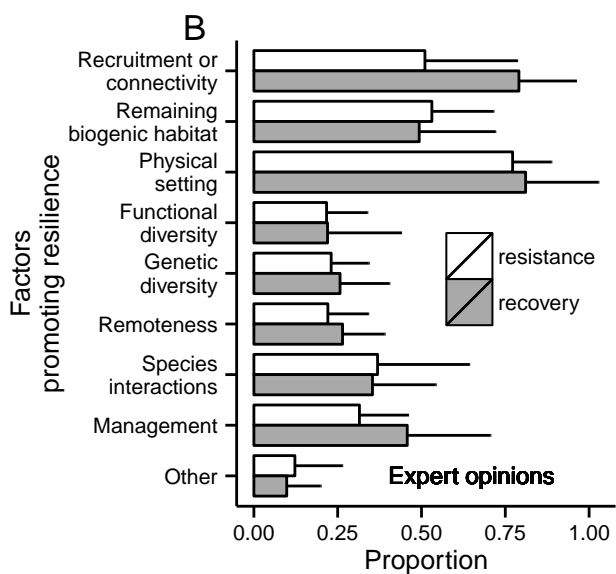 B
Factors
promoting resilience
Recruitment or
connectivity
Remaining
biogenic habitat
Physical
setting
Functional
diversity
Genetic
diversity
Remoteness
Species
interactions
Management
Other
resistance
recovery
Expert opinions
0.00 0.25 0.50 0.75 1.00
Proportion